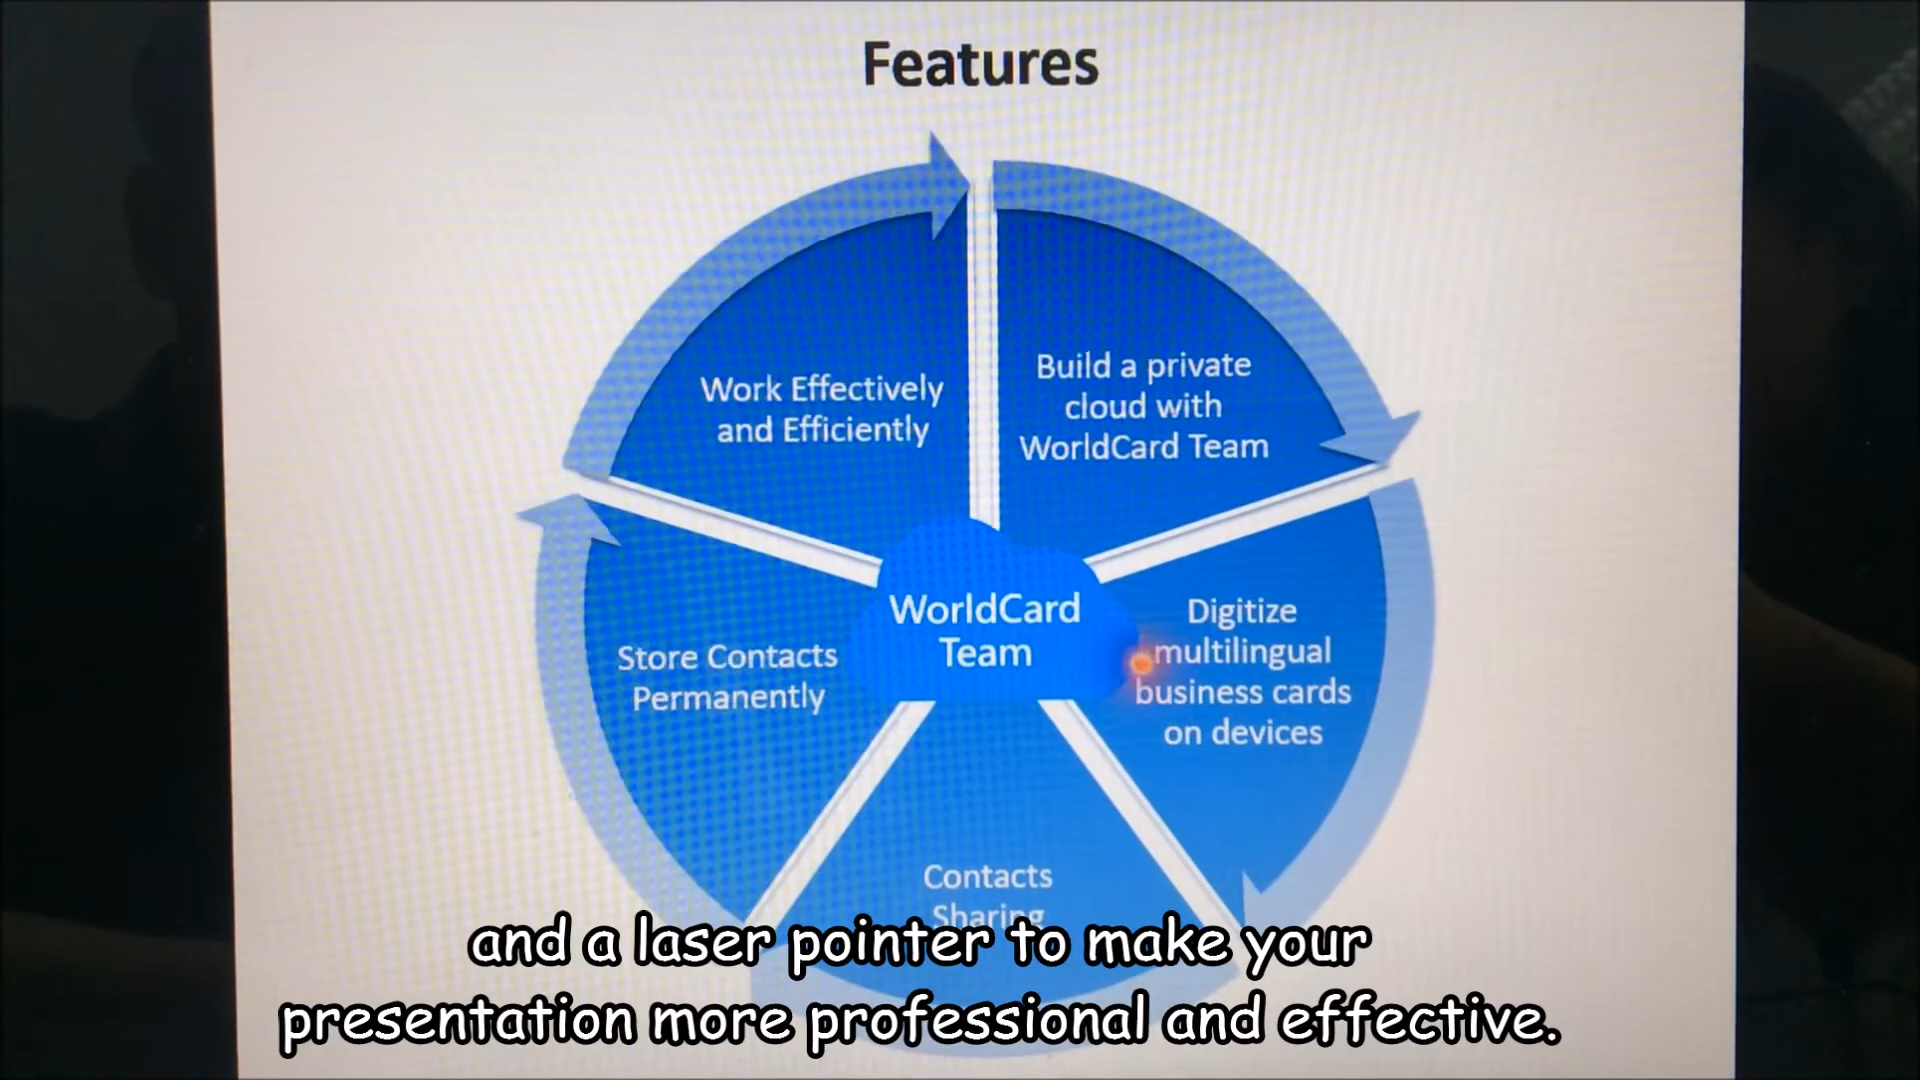 Features
Work Effectively
and Efficiently
Build a private
cloud with
WorldCard Team
WorldCard
Team
Digitize
multilingual
business cards
on devices
Store Contacts
Permanently
Contacts
Sharing
and a laser pointer to make your
presentation more professional and effective.